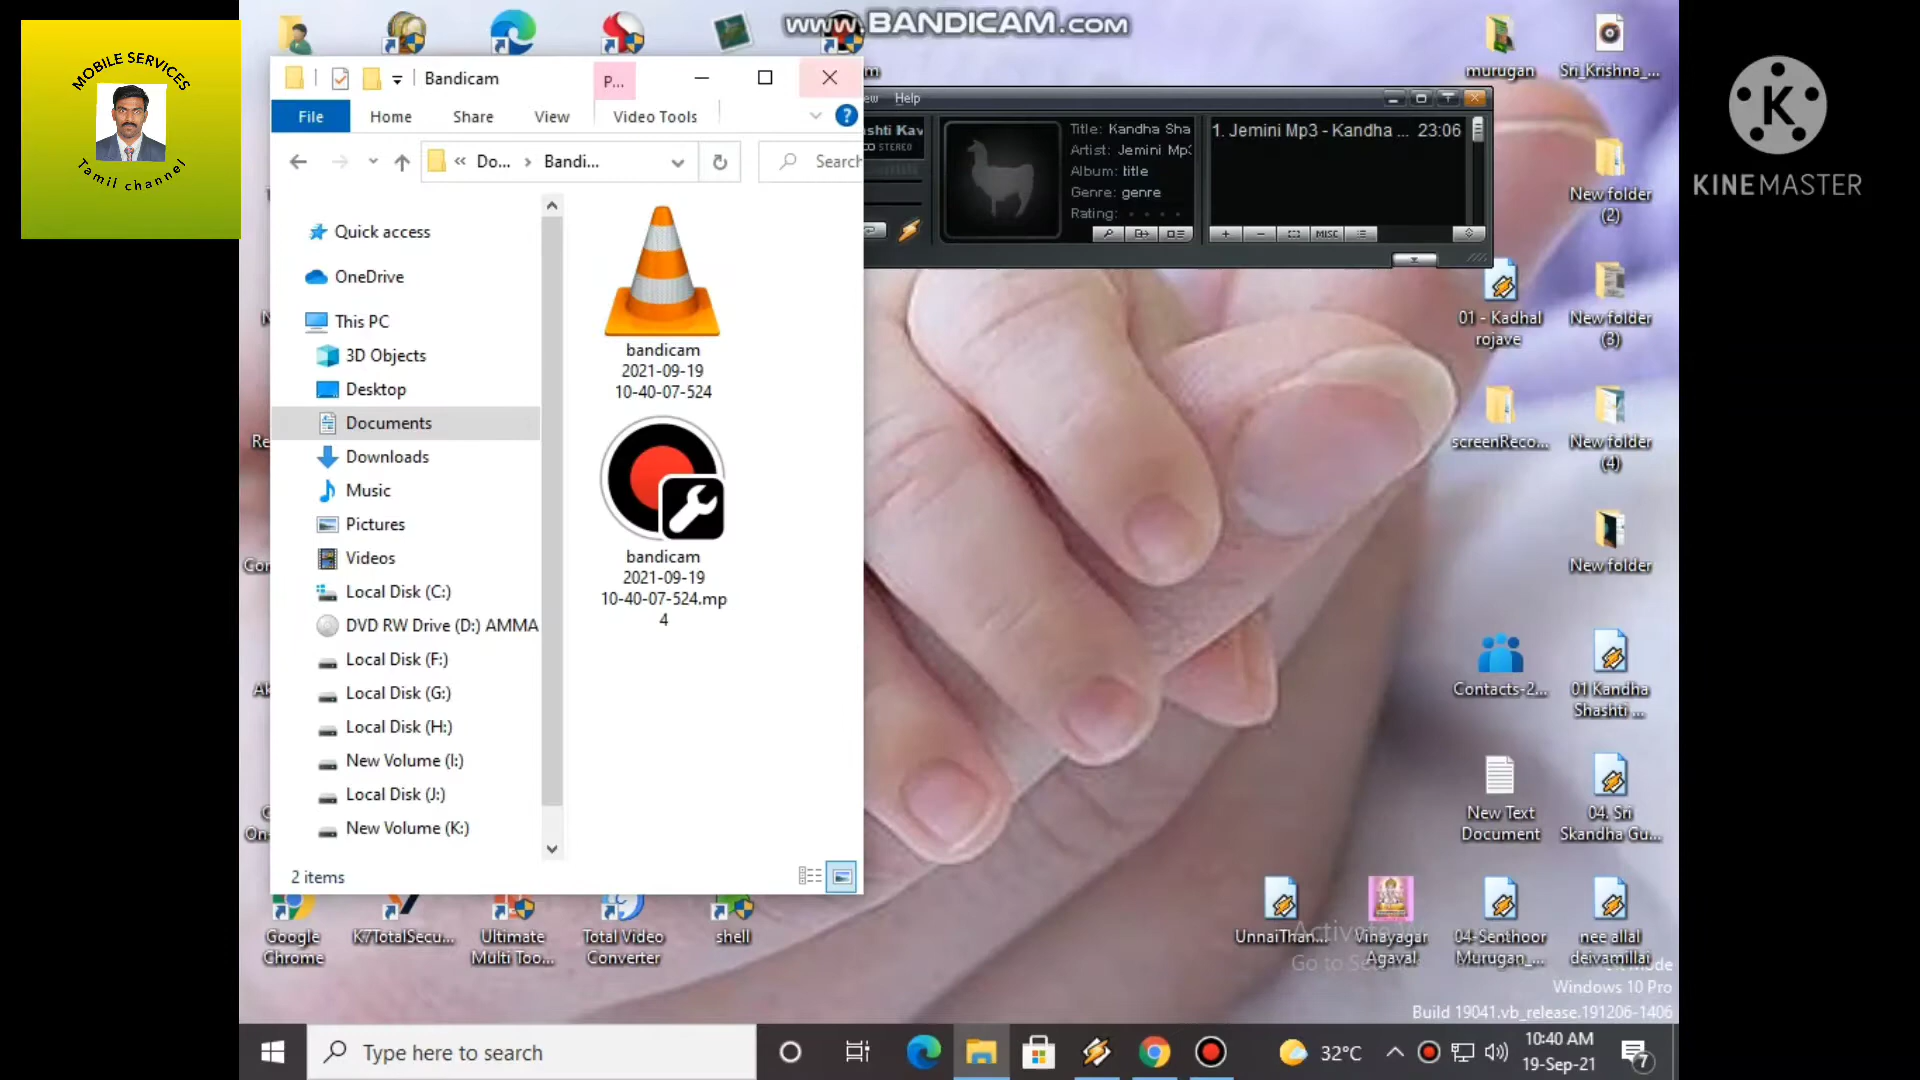 www.BANDICAM.COM
MOBILE SERVICES
Tamil channel
KINEMASTER
K
Bandicam
P...
File
Home
Share
View
Video Tools
Do...
Bandi...
Search
Quick access
OneDrive
This PC
3D Objects
Desktop
Documents
Downloads
Music
Pictures
Videos
Local Disk (C:)
DVD RW Drive (D:) AMMA
Local Disk (F:)
Local Disk (G:)
Local Disk (H:)
New Volume (I:)
Local Disk (J:)
New Volume (K:)
2 items
bandicam
2021-09-19
10-40-07-524
bandicam
2021-09-19
10-40-07-524.mp
4
Help
STEREO
Title: Kandha Sha
Artist: Jemini Mp3
Album: title
Genre: genre
Rating:
1. Jemini Mp3 - Kandha ... 23:06
MISC
murugan
Sri_Krishna_...
New folder
(2)
01 - Kadhal
rojave
New folder
(3)
screenReco...
New folder
(4)
New folder
Contacts-2...
01 Kandha
Shashti ...
New Text
Document
04. Sri
Skandha Gu...
UnnaiThan...
Vinayagar
Agaval
04-Senthoor
Murugan_...
nee allal
deivamillai
Google
Chrome
K7TotalSecu...
Ultimate
Multi Too...
Total Video
Converter
shell
Windows 10 Pro
Build 19041.vb_release.191206-1406
Type here to search
32°C
10:40 AM
19-Sep-21
7